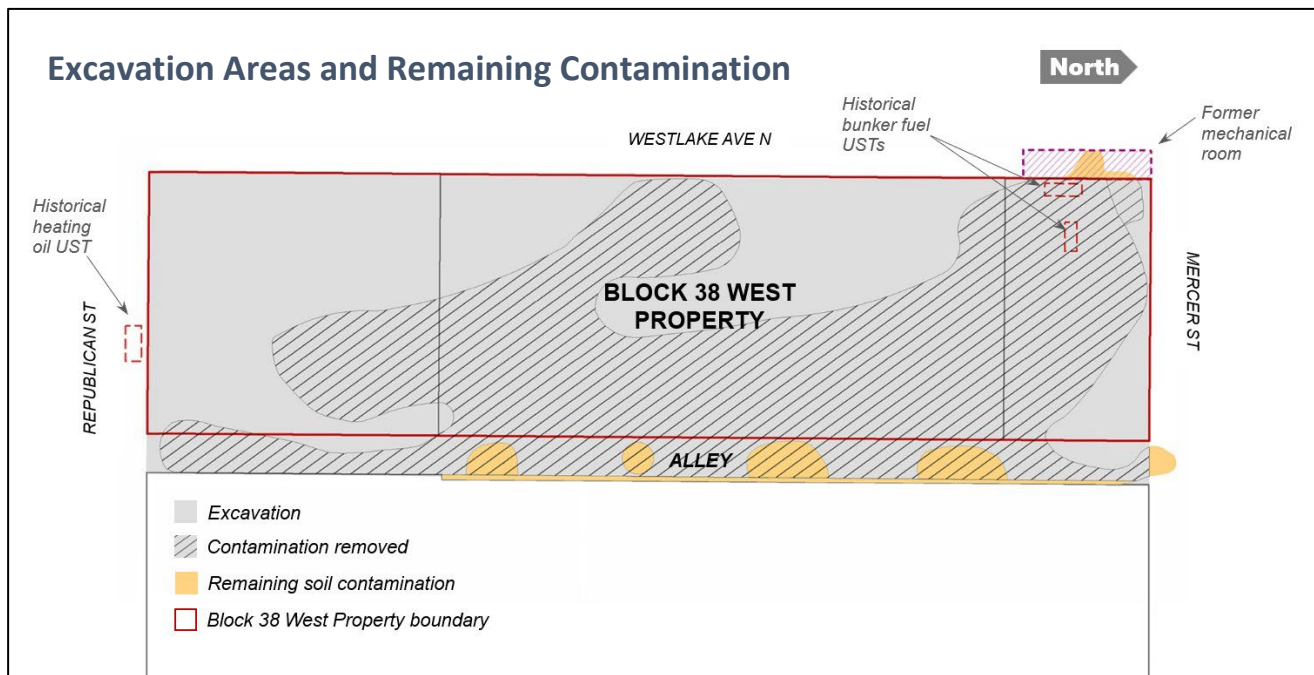 Excavation Areas and Remaining Contamination
North
Historical
bunker fuel
USTs
Former
mechanical
room
WESTLAKE AVE N
Historical
heating
oil UST
REPUBLICAN ST
BLOCK 38 WEST
PROPERTY
MERCER ST
ALLEY
Excavation
Contamination removed
Remaining soil contamination
Block 38 West Property boundary